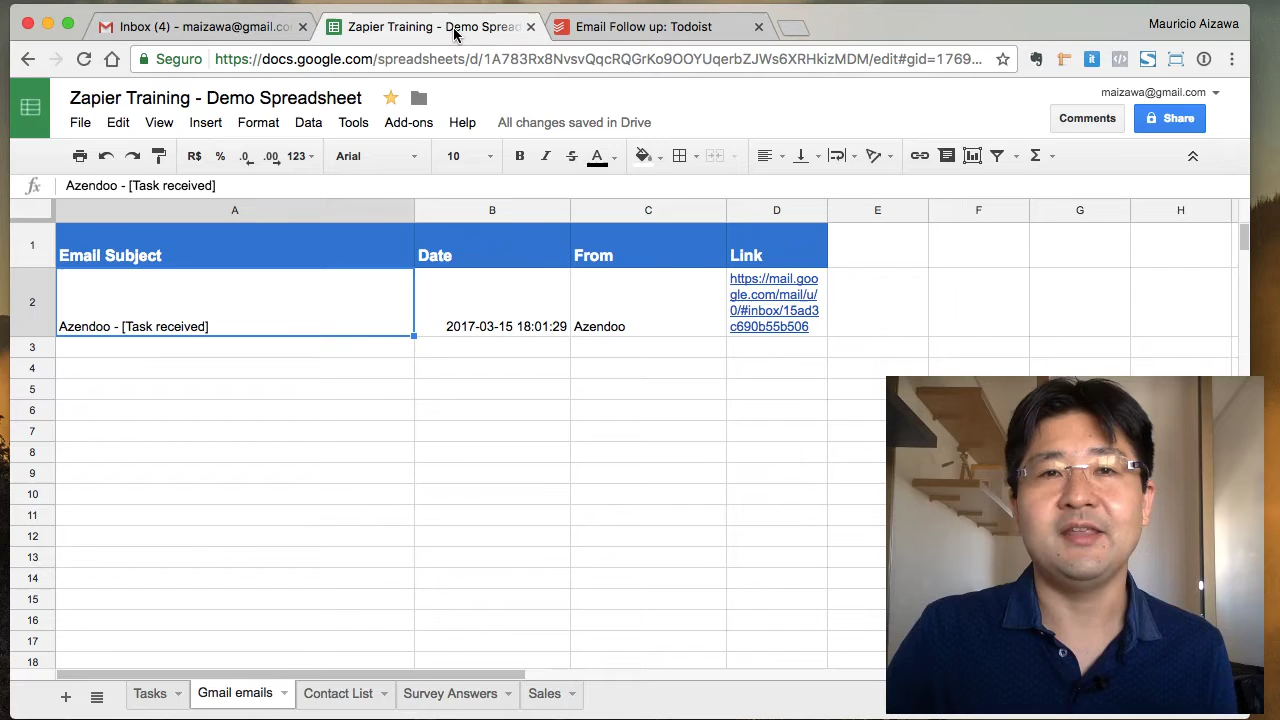 Inbox (4) - maizawa@gmail.co
Zapier Training - Demo Spread
Email Follow up: Todoist
Mauricio Aizawa
Seguro
https://docs.google.com/spreadsheets/d/1A783Rx8NvsvQqcRQGrKo9OOYUqerbZJWs6XRHkizMDM/edit#gid=1769...
Zapier Training - Demo Spreadsheet
maizawa@gmail.com
File Edit View Insert Format Data Tools Add-ons Help All changes saved in Drive
Comments
Share
R$ % .0 .00 123 Arial 10 B I S A Σ
fx Azendoo - [Task received]
A B C D E F G H
1 Email Subject Date From Link
2 Azendoo - [Task received] 2017-03-15 18:01:29 Azendoo
https://mail.goo
gle.com/mail/u/
0/#inbox/15ad3
c690b55b506
3
4
5
6
7
8
9
10
11
12
13
14
15
16
17
18
Tasks Gmail emails Contact List Survey Answers Sales